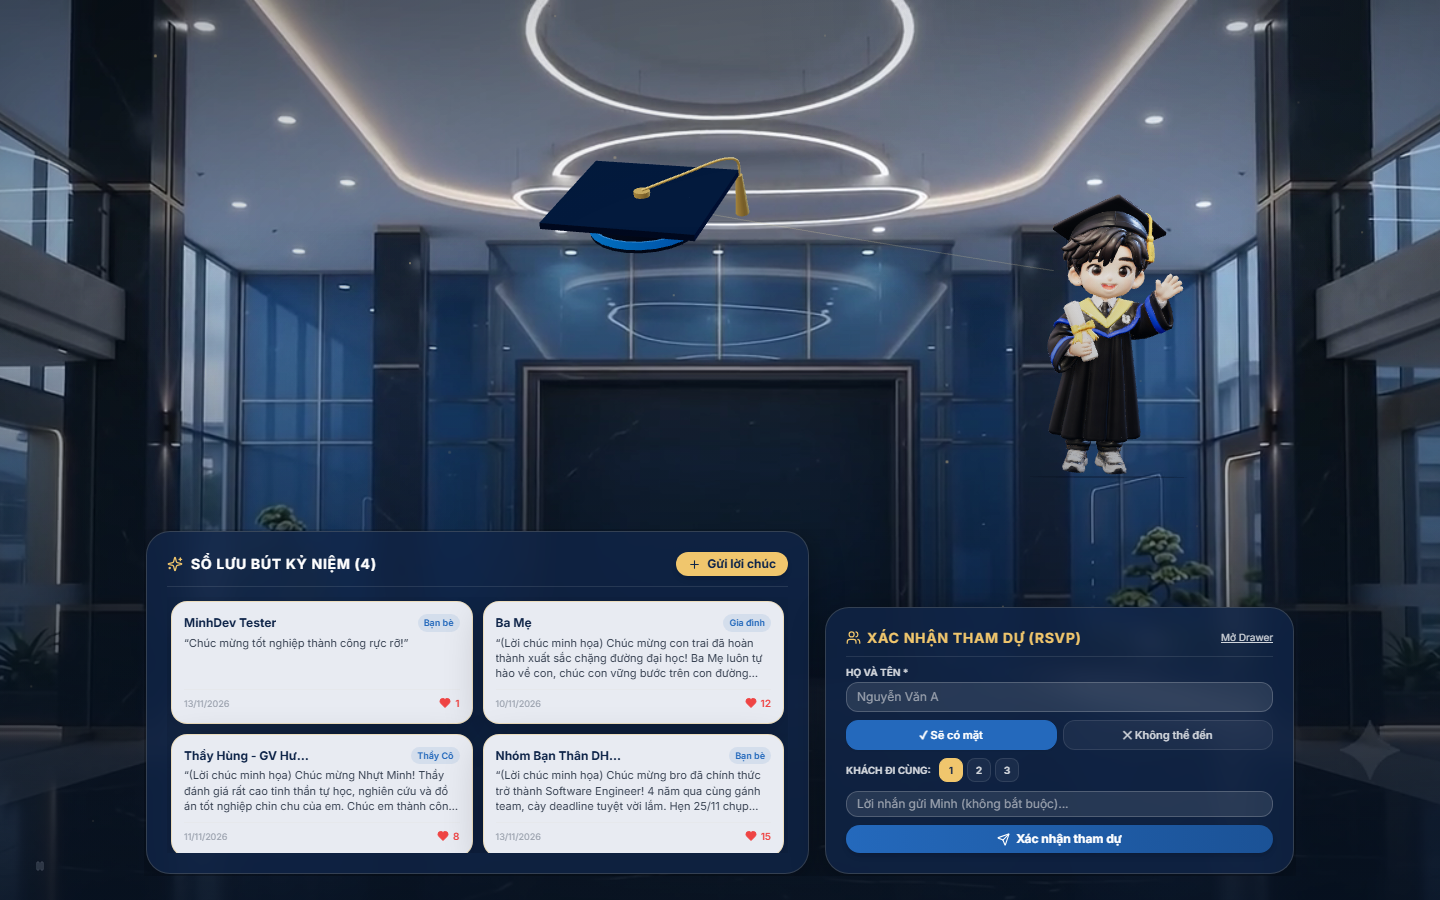 SỔ LƯU BÚT KỶ NIỆM (4)
Gửi lời chúc
MinhDev Tester
Bạn bè
“Chúc mừng tốt nghiệp thành công rực rỡ!”
13/11/2026
1
Ba Mẹ
Gia đình
“(Lời chúc minh họa) Chúc mừng con trai đã hoàn
thành xuất sắc chặng đường đại học! Ba Mẹ luôn tự
hào về con, chúc con vững bước trên con đường...
10/11/2026
12
Thầy Hùng - GV Hư...
Thầy Cô
“(Lời chúc minh họa) Chúc mừng Nhựt Minh! Thầy
đánh giá rất cao tinh thần tự học, nghiên cứu và đồ
án tốt nghiệp chỉn chu của em. Chúc em thành côn...
11/11/2026
8
Nhóm Bạn Thân DH...
Bạn bè
“(Lời chúc minh họa) Chúc mừng bro đã chính thức
trở thành Software Engineer! 4 năm qua cùng gánh
team, cày deadline tuyệt vời lắm. Hẹn 25/11 chụp...
13/11/2026
15
XÁC NHẬN THAM DỰ (RSVP)
Mở Drawer
HỌ VÀ TÊN *
Nguyễn Văn A
✓ Sẽ có mặt
✕ Không thể đến
KHÁCH ĐI CÙNG:
1
2
3
Lời nhắn gửi Minh (không bắt buộc)...
Xác nhận tham dự